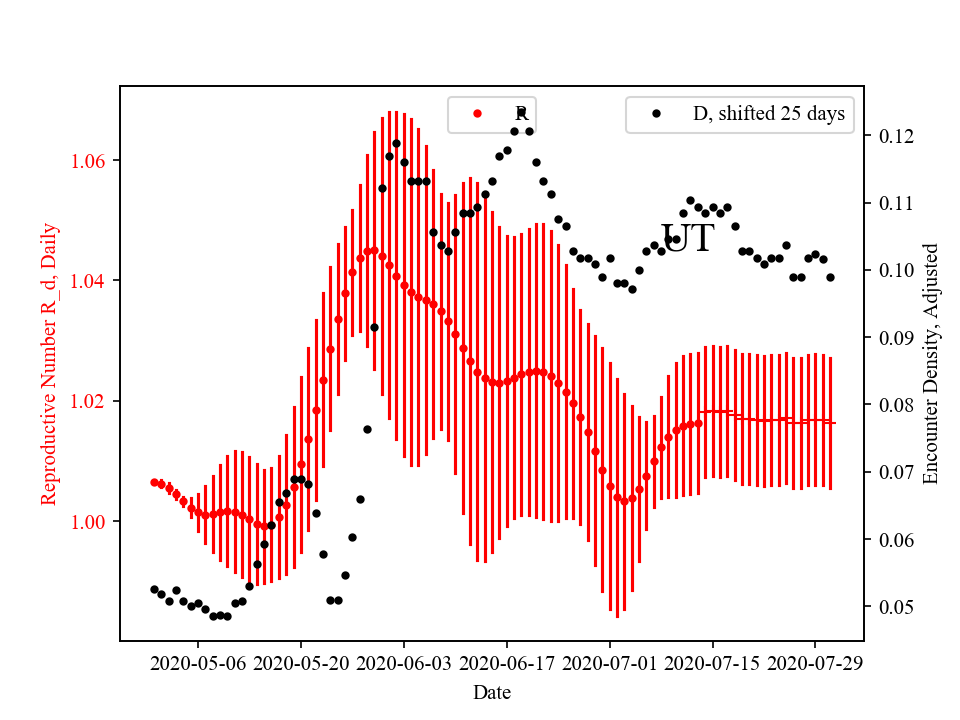 R
D, shifted 25 days
UT
Reproductive Number R_d, Daily
1.06
1.04
1.02
1.00
0.12
0.11
0.10
0.09
0.08
0.07
0.06
0.05
Encounter Density, Adjusted
2020-05-06 2020-05-20 2020-06-03 2020-06-17 2020-07-01 2020-07-15 2020-07-29
Date